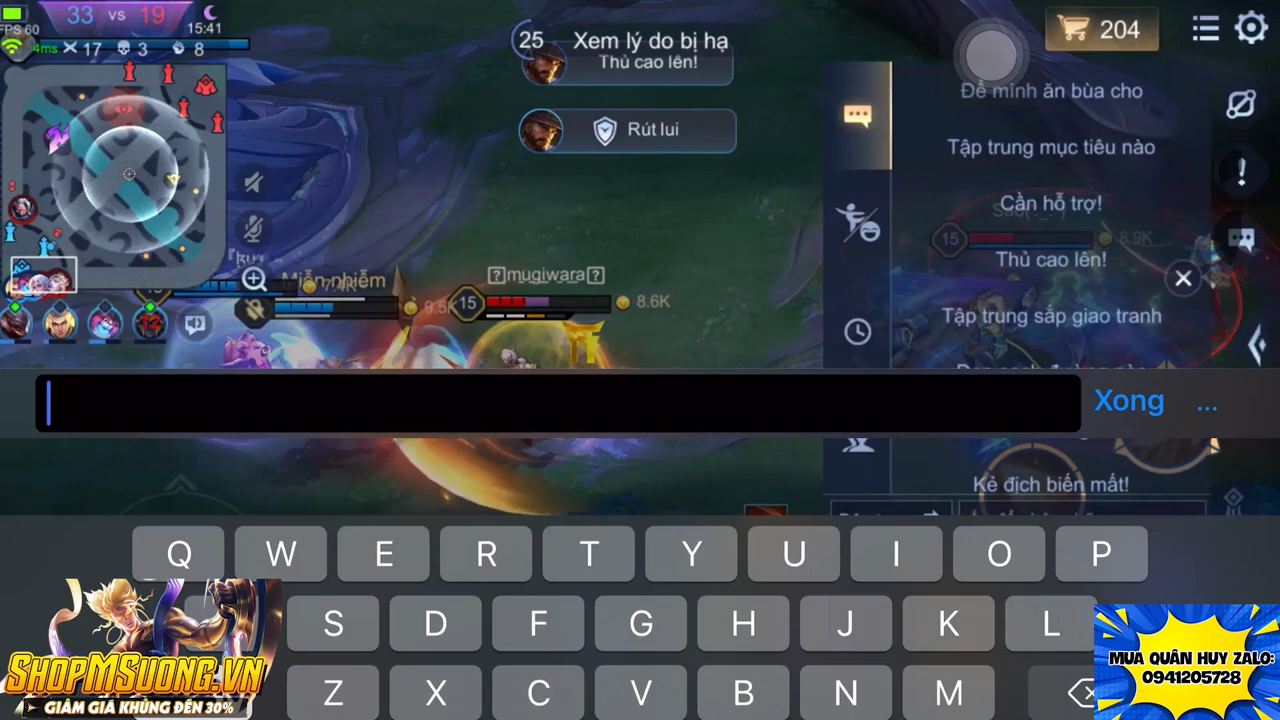 33 vs 19
FPS 60
15:41
4ms
17
3
8
25
Xem lý do bị hạ
Thủ cao lên!
Rút lui
204
Để mình ăn bùa cho
Tập trung mục tiêu nào
Cần hỗ trợ!
15
8.9K
Thủ cao lên!
Tập trung sắp giao tranh
Miễn nhiễm
9.5K
mugiwara
15
8.6K
12
Xong
...
Kẻ địch biến mất!
Q W E R T Y U I O P
S D F G H J K L
Z X C V B N M
SHOPMSUONG.VN
GIẢM GIÁ KHỦNG ĐẾN 30%
MUA QUÂN HUY ZALO:
0941205728